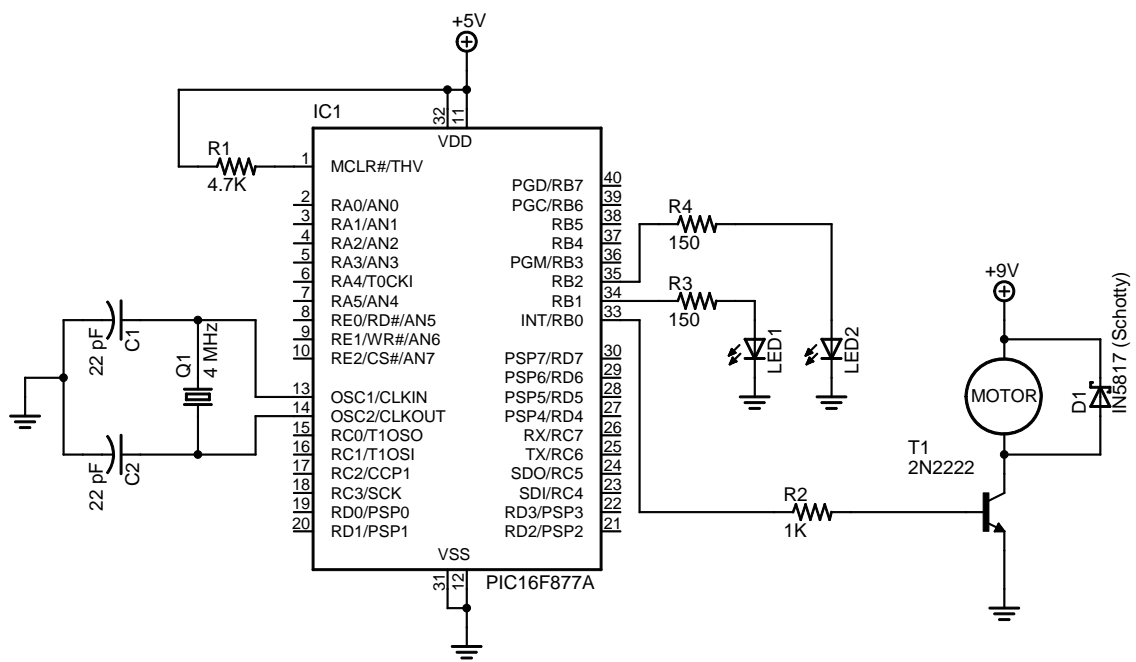 +5V
IC1
32
11
VDD
R1
4.7K
1
MCLR#/THV
2
RA0/AN0
3
RA1/AN1
4
RA2/AN2
5
RA3/AN3
6
RA4/T0CKI
7
RA5/AN4
8
RE0/RD#/AN5
9
RE1/WR#/AN6
10
RE2/CS#/AN7
13
OSC1/CLKIN
14
OSC2/CLKOUT
15
RC0/T1OSO
16
RC1/T1OSI
17
RC2/CCP1
18
RC3/SCK
19
RD0/PSP0
20
RD1/PSP1
PGD/RB7
40
PGC/RB6
39
RB5
38
RB4
37
PGM/RB3
36
RB2
35
RB1
34
INT/RB0
33
PSP7/RD7
30
PSP6/RD6
29
PSP5/RD5
28
PSP4/RD4
27
RX/RC7
26
TX/RC6
25
SDO/RC5
24
SDI/RC4
23
RD3/PSP3
22
RD2/PSP2
21
VSS
31
12
PIC16F877A
22 pF
C1
Q1
4 MHz
22 pF
C2
R4
150
R3
150
LED1
LED2
R2
1K
+9V
MOTOR
D1
IN5817 (Schotty)
T1
2N2222